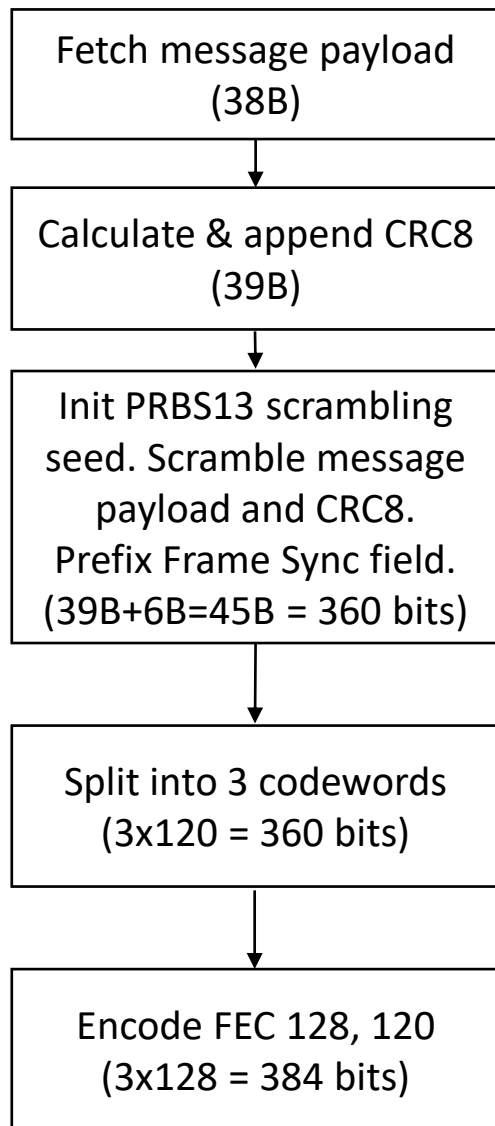 Fetch message payload
(38B)
Calculate & append CRC8
(39B)
Init PRBS13 scrambling
seed. Scramble message
payload and CRC8.
Prefix Frame Sync field.
(39B+6B=45B = 360 bits)
Split into 3 codewords
(3x120 = 360 bits)
Encode FEC 128, 120
(3x128 = 384 bits)